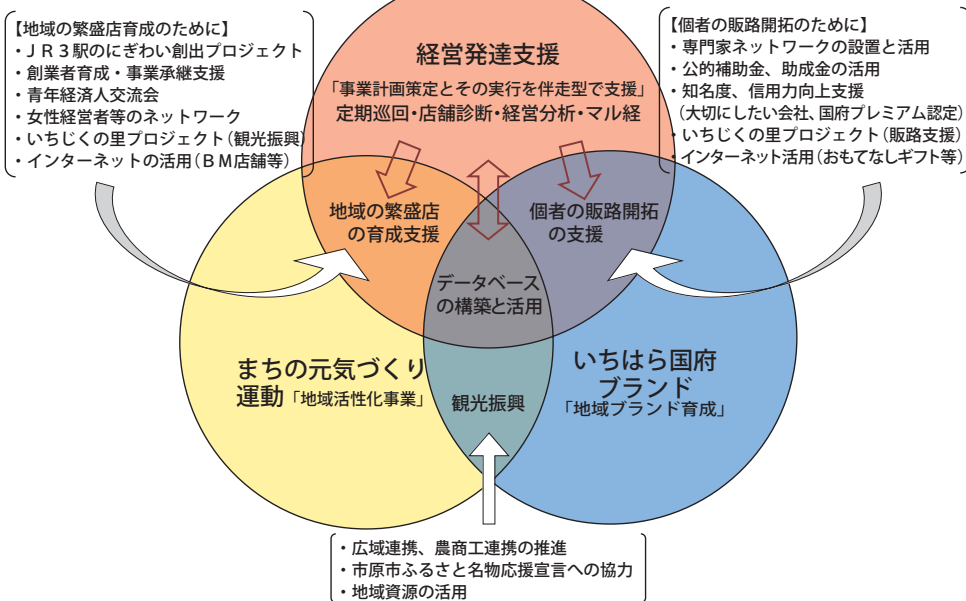 【地域の繁盛店育成のために】
・ＪＲ３駅のにぎわい創出プロジェクト
・創業者育成・事業承継支援
・青年経済人交流会
・女性経営者等のネットワーク
・いちじくの里プロジェクト（観光振興）
・インターネットの活用（ＢＭ店舗等）
【個者の販路開拓のために】
・専門家ネットワークの設置と活用
・公的補助金、助成金の活用
・知名度、信用力向上支援
（大切にしたい会社、国府プレミアム認定）
・いちじくの里プロジェクト（販路支援）
・インターネット活用（おもてなしギフト等）
経営発達支援
「事業計画策定とその実行を伴走型で支援」
定期巡回・店舗診断・経営分析・マル経
地域の繁盛店
の育成支援
個者の販路開拓
の支援
データベース
の構築と活用
まちの元気づくり
運動「地域活性化事業」
観光振興
いちはら国府
ブランド
「地域ブランド育成」
・広域連携、農商工連携の推進
・市原市ふるさと名物応援宣言への協力
・地域資源の活用